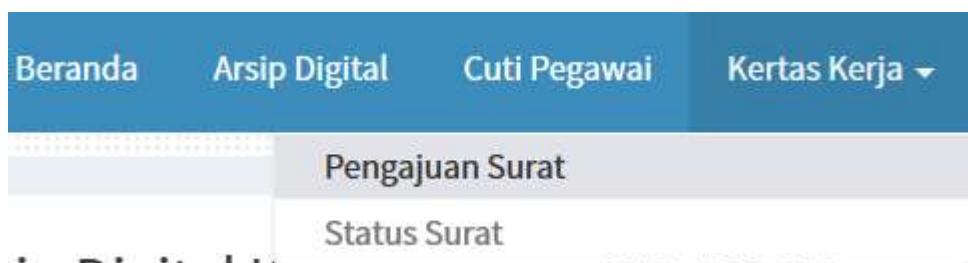 Beranda Arsip Digital Cuti Pegawai Kertas Kerja
Pengajuan Surat
Status Surat